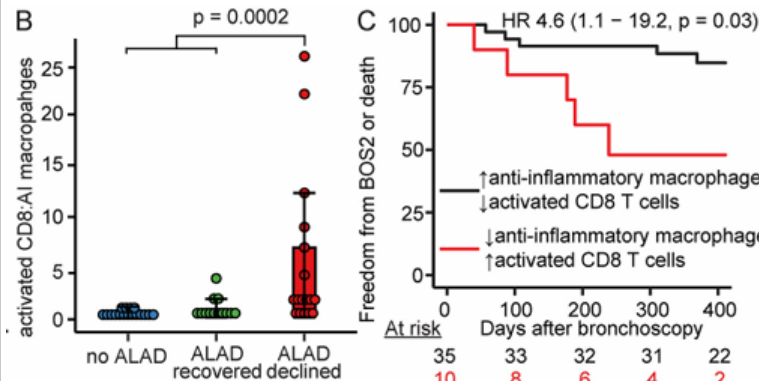 B
p = 0.0002
activated CD8:AI macropahges
25
20
15
10
5
0
no ALAD
ALAD
recovered
ALAD
declined
C
HR 4.6 (1.1 − 19.2, p = 0.03)
Freedom from BOS2 or death
100
75
50
25
0
↑anti-inflammatory macrophage
↓activated CD8 T cells
↓anti-inflammatory macrophage
↑activated CD8 T cells
0 100 200 300 400
At risk Days after bronchoscopy
35 33 32 31 22
10 8 6 4 2